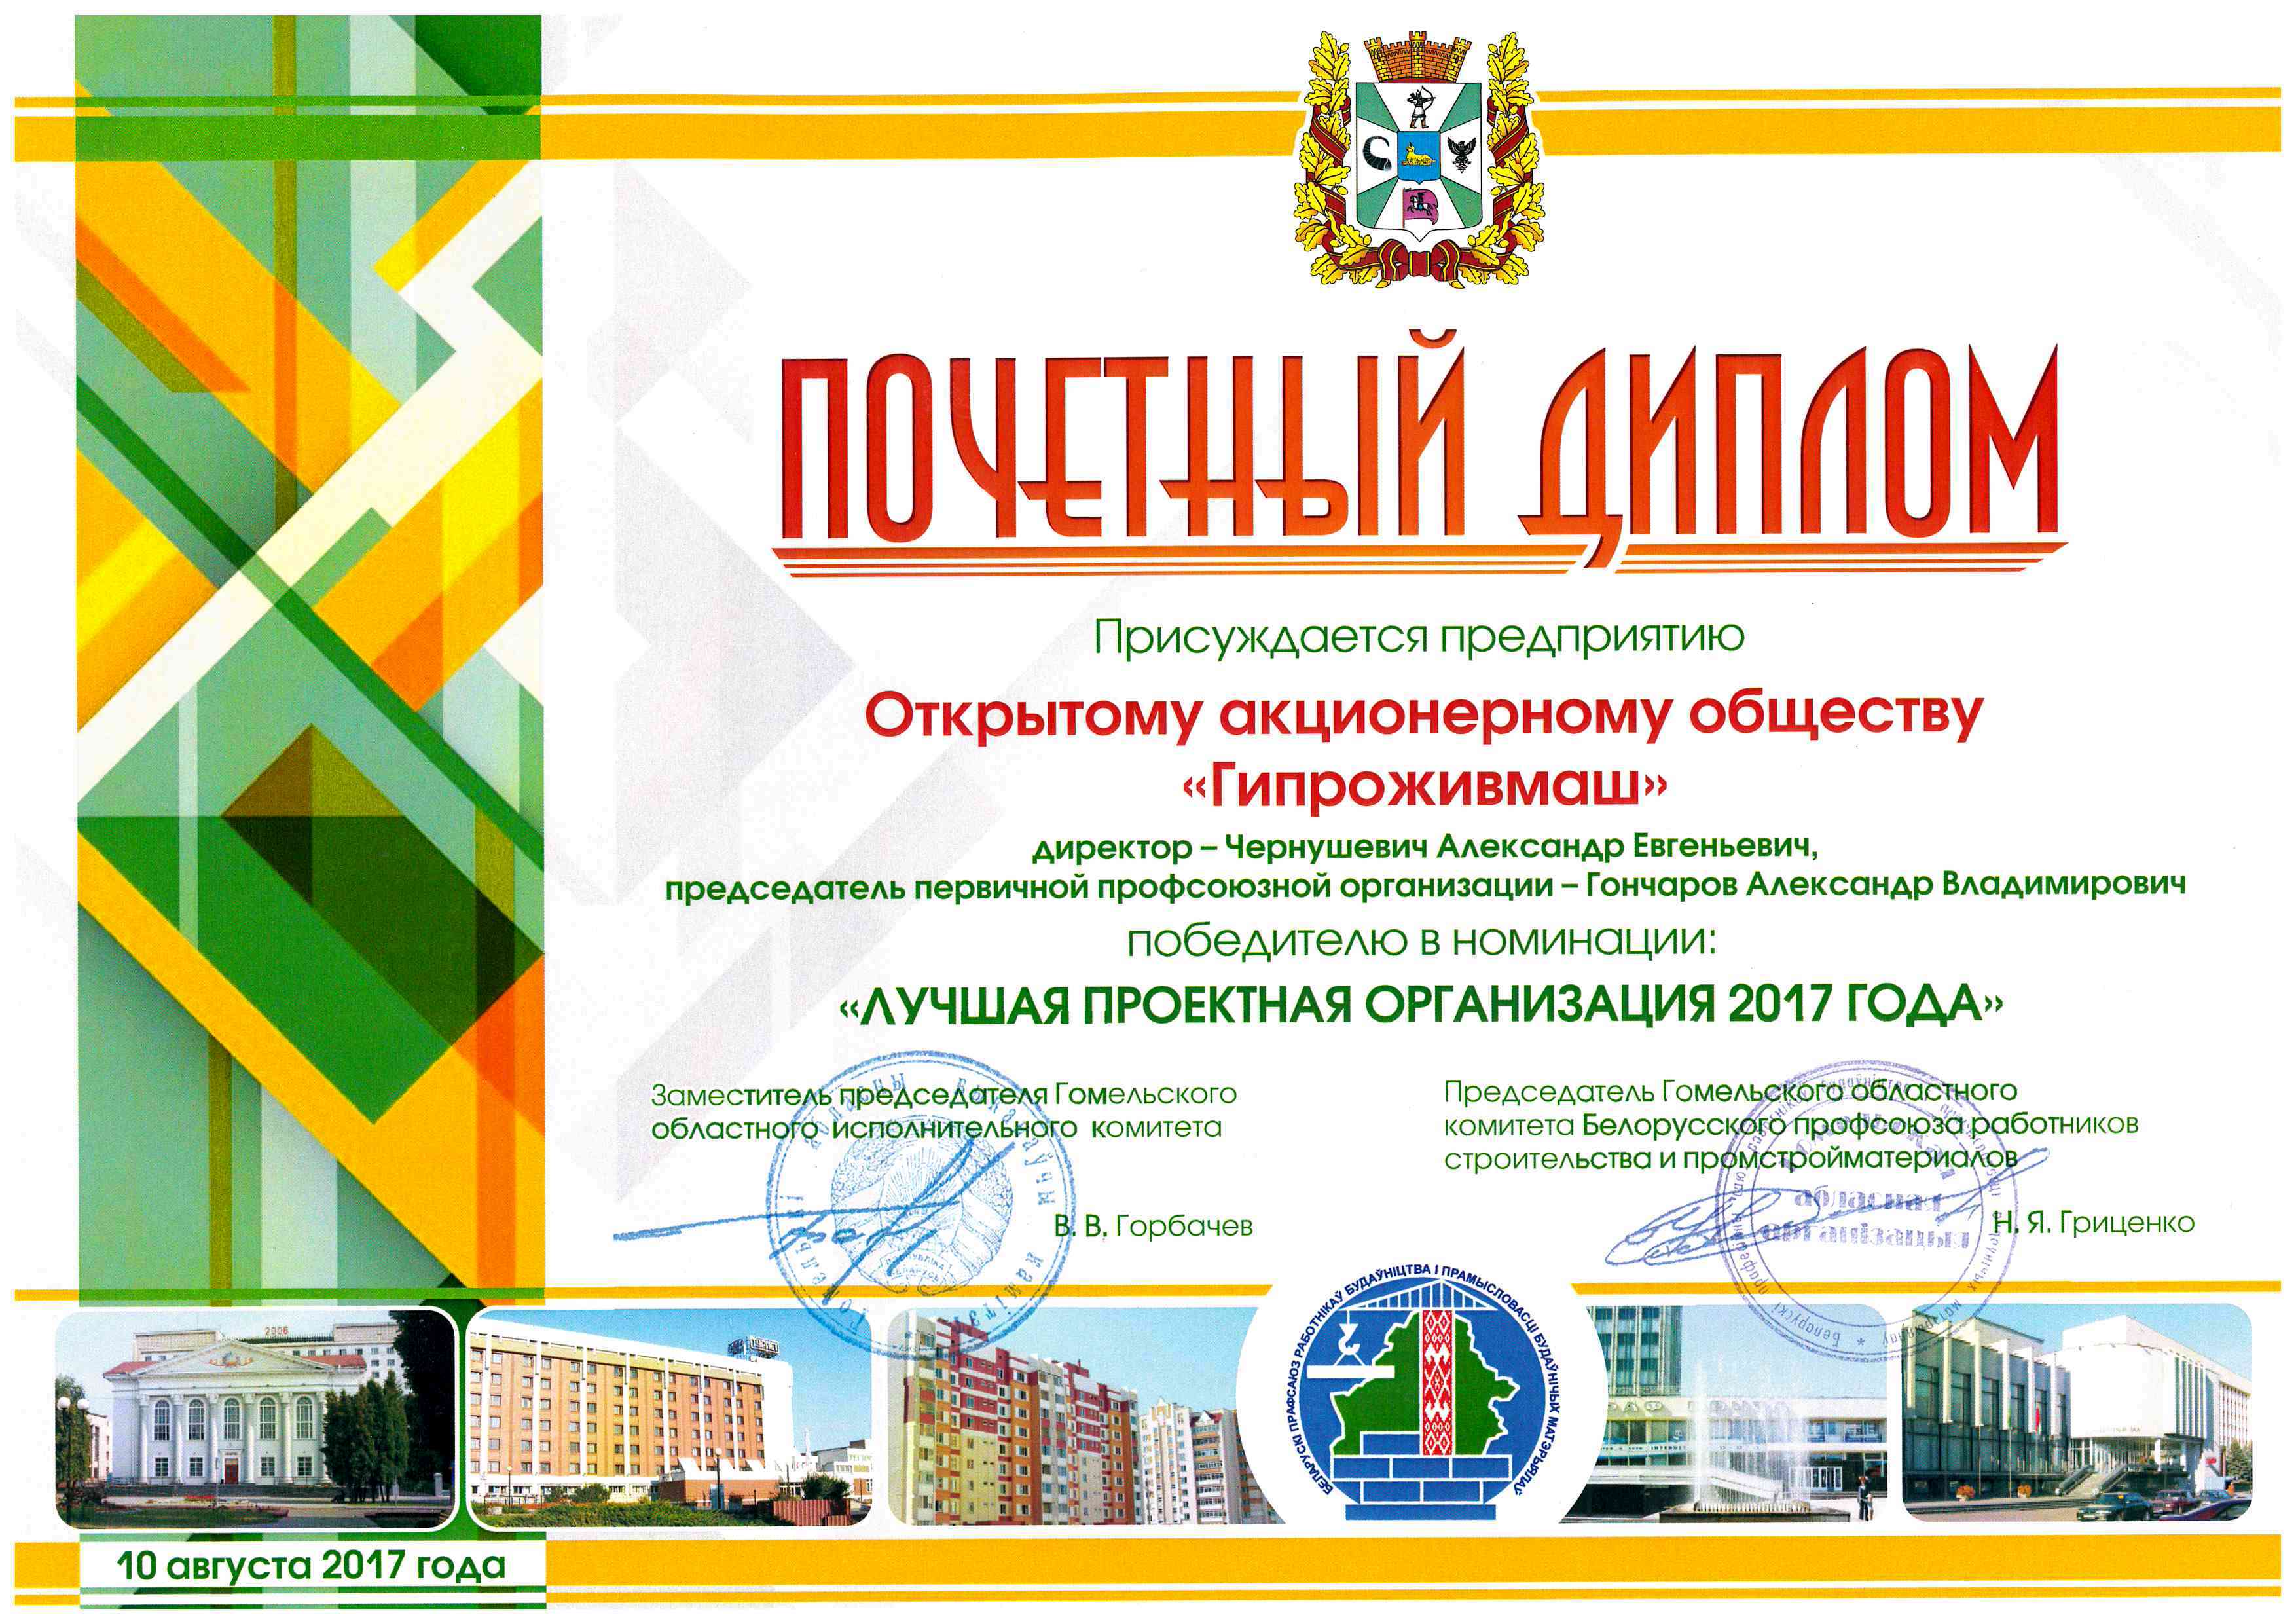 ПОЧЕТНЫЙ ДИПЛОМ
Присуждается предприятию
Открытому акционерному обществу
«Гипроживмаш»
директор – Чернушевич Александр Евгеньевич,
председатель первичной профсоюзной организации – Гончаров Александр Владимирович
победителю в номинации:
«ЛУЧШАЯ ПРОЕКТНАЯ ОРГАНИЗАЦИЯ 2017 ГОДА»
Заместитель председателя Гомельского
областного исполнительного комитета
В. В. Горбачев
Председатель Гомельского областного
комитета Белорусского профсоюза работников
строительства и промстройматериалов
Н. Я. Гриценко
абласная
арганізацыя
БЕЛАРУСКІ ПРАФСАЮЗ РАБОТНІКАЎ БУДАЎНІЦТВА І ПРАМЫСЛОВАСЦІ БУДАЎНІЧЫХ МАТЭРЫЯЛАЎ
2006
10 августа 2017 года